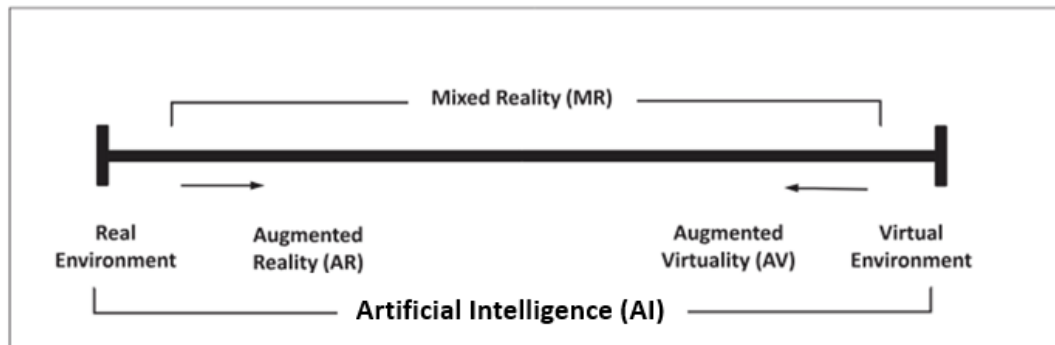 Mixed Reality (MR)
Real
Environment
Augmented
Reality (AR)
Augmented
Virtuality (AV)
Virtual
Environment
Artificial Intelligence (AI)